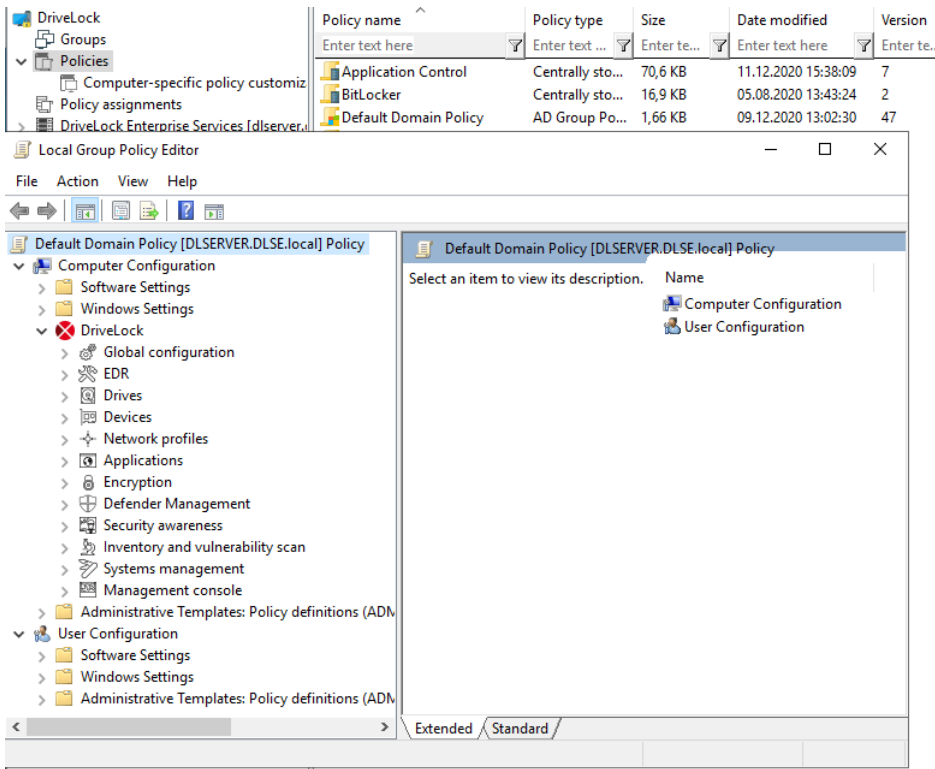 DriveLock
Groups
Policies
Computer-specific policy customiz
Policy assignments
DriveLock Enterprise Services [dlserver.
Policy name Policy type Size Date modified Version
Enter text here Enter text ... Enter te... Enter text here Enter te..
Application Control Centrally sto... 70,6 KB 11.12.2020 15:38:09 7
BitLocker Centrally sto... 16,9 KB 05.08.2020 13:43:24 2
Default Domain Policy AD Group Po... 1,66 KB 09.12.2020 13:02:30 47
Local Group Policy Editor
File Action View Help
Default Domain Policy [DLSERVER.DLSE.local] Policy
Computer Configuration
Software Settings
Windows Settings
DriveLock
Global configuration
EDR
Drives
Devices
Network profiles
Applications
Encryption
Defender Management
Security awareness
Inventory and vulnerability scan
Systems management
Management console
Administrative Templates: Policy definitions (ADM
User Configuration
Software Settings
Windows Settings
Administrative Templates: Policy definitions (ADM
Default Domain Policy [DLSERVER.DLSE.local] Policy
Select an item to view its description.
Name
Computer Configuration
User Configuration
Extended Standard